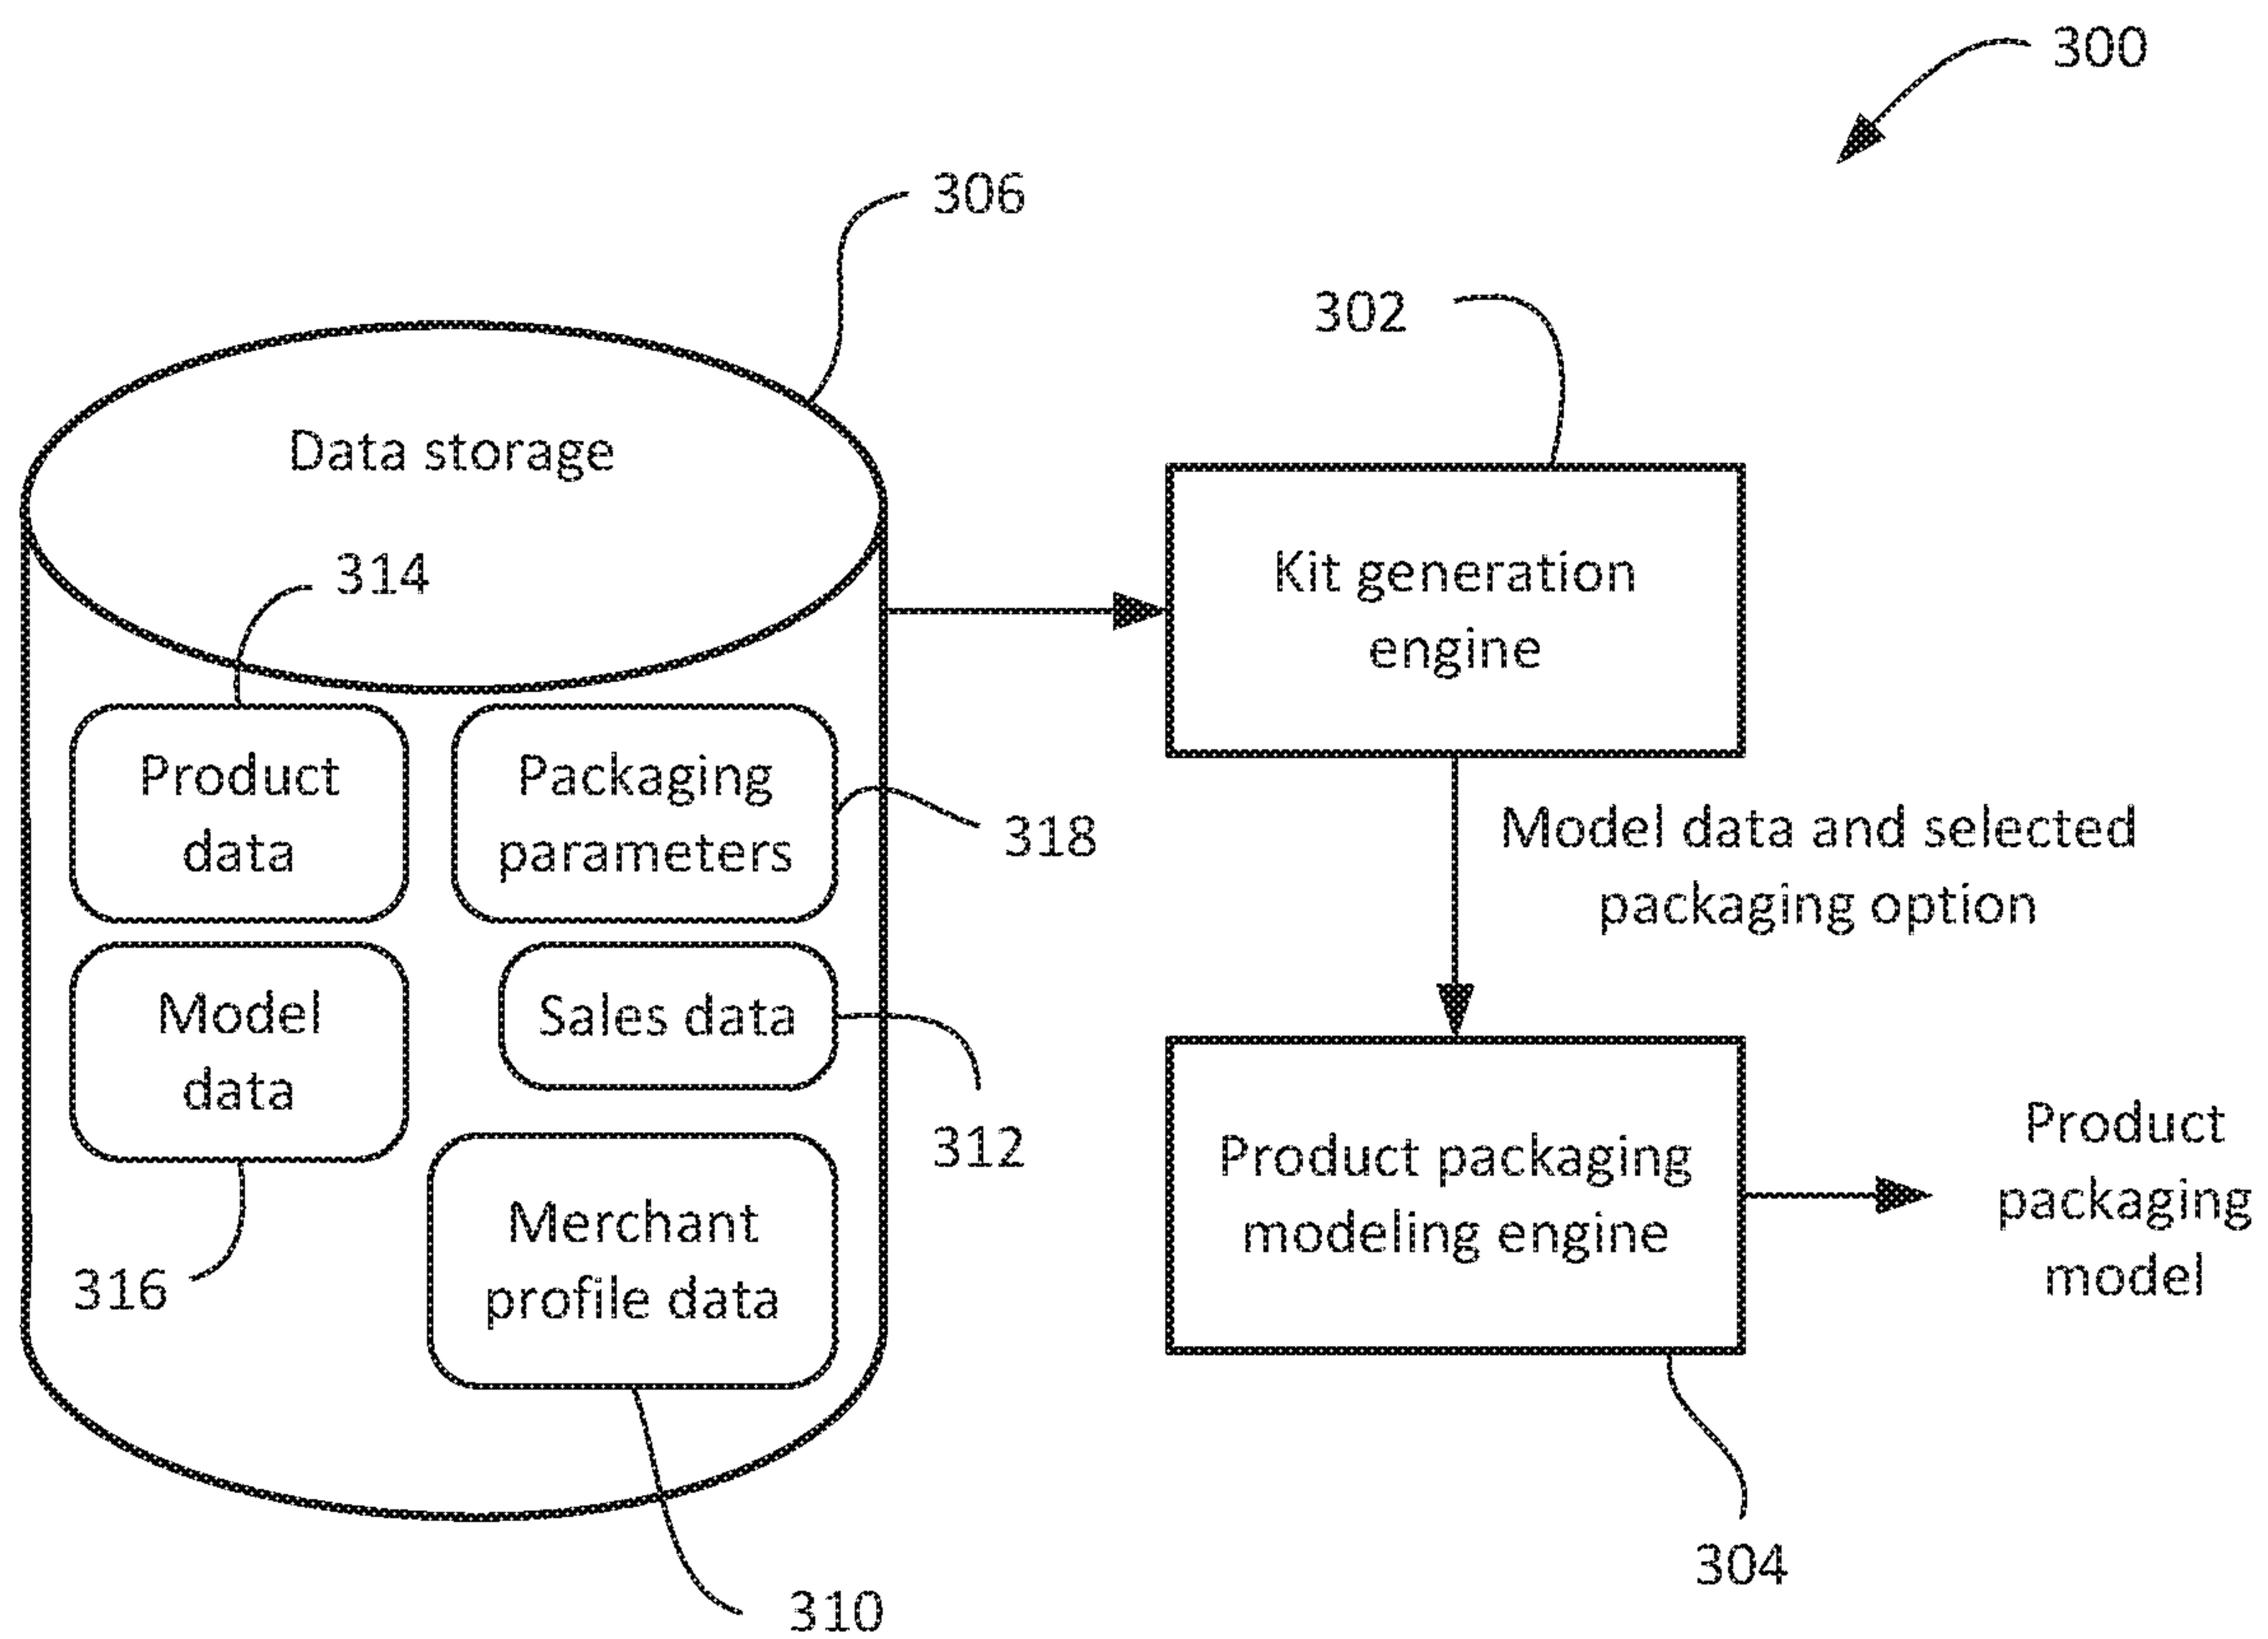 300
306
302
Data storage
314
Kit generation
engine
Product
data
Packaging
parameters
318
Model data and selected
packaging option
Model
data
Sales data
312
Product packaging
modeling engine
Product
packaging
model
Merchant
profile data
316
304
310